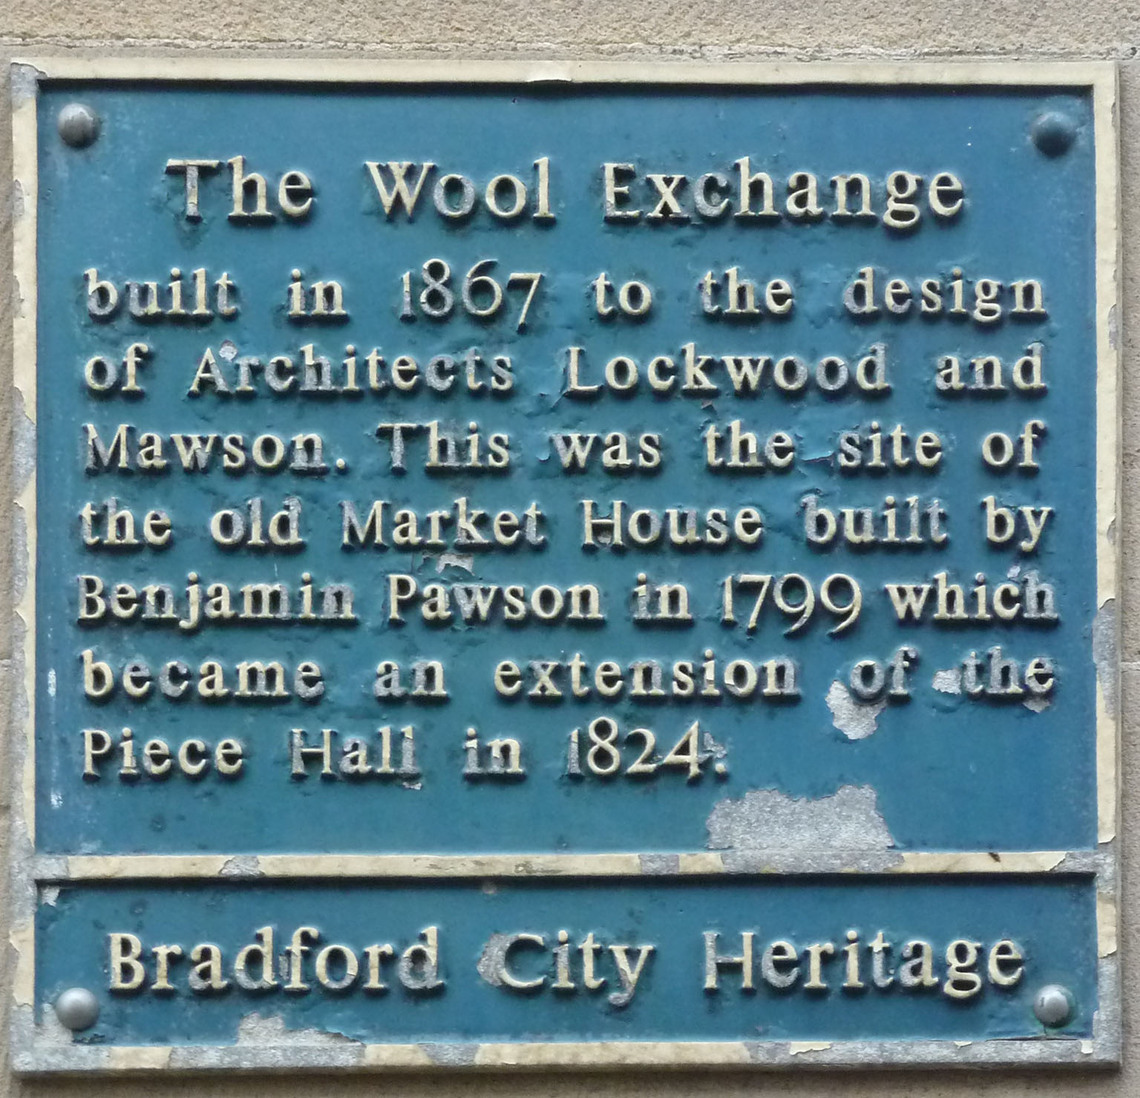 The Wool Exchange
built in 1867 to the design
of Architects Lockwood and
Mawson. This was the site of
the old Market House built by
Benjamin Pawson in 1799 which
became an extension of the
Piece Hall in 1824.
Bradford City Heritage